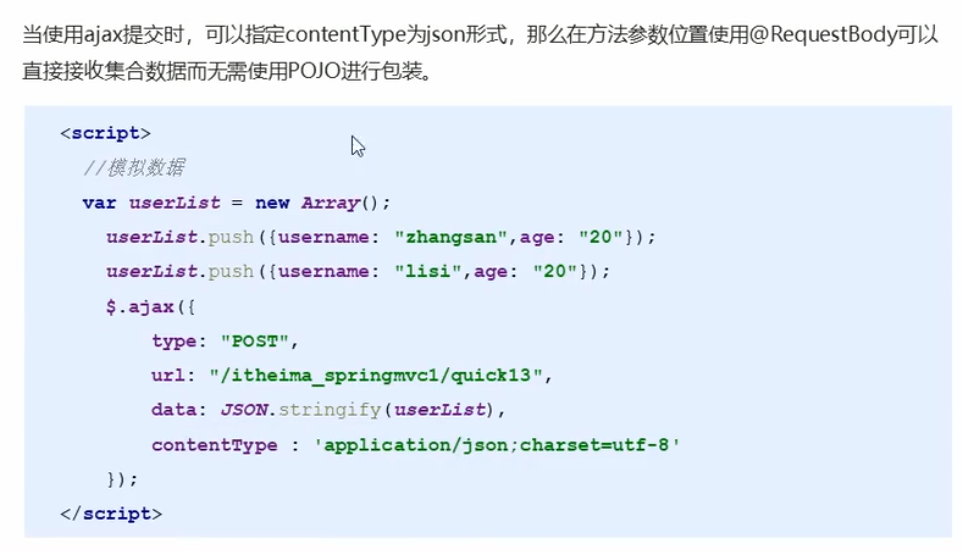 当使用ajax提交时，可以指定contentType为json形式，那么在方法参数位置使用@RequestBody可以
直接接收集合数据而无需使用POJO进行包装。
<script>
//模拟数据
var userList = new Array();
userList.push({username: "zhangsan",age: "20"});
userList.push({username: "lisi",age: "20"});
$.ajax({
type: "POST",
url: "/itheima_springmvc1/quick13",
data: JSON.stringify(userList),
contentType : 'application/json;charset=utf-8'
});
</script>